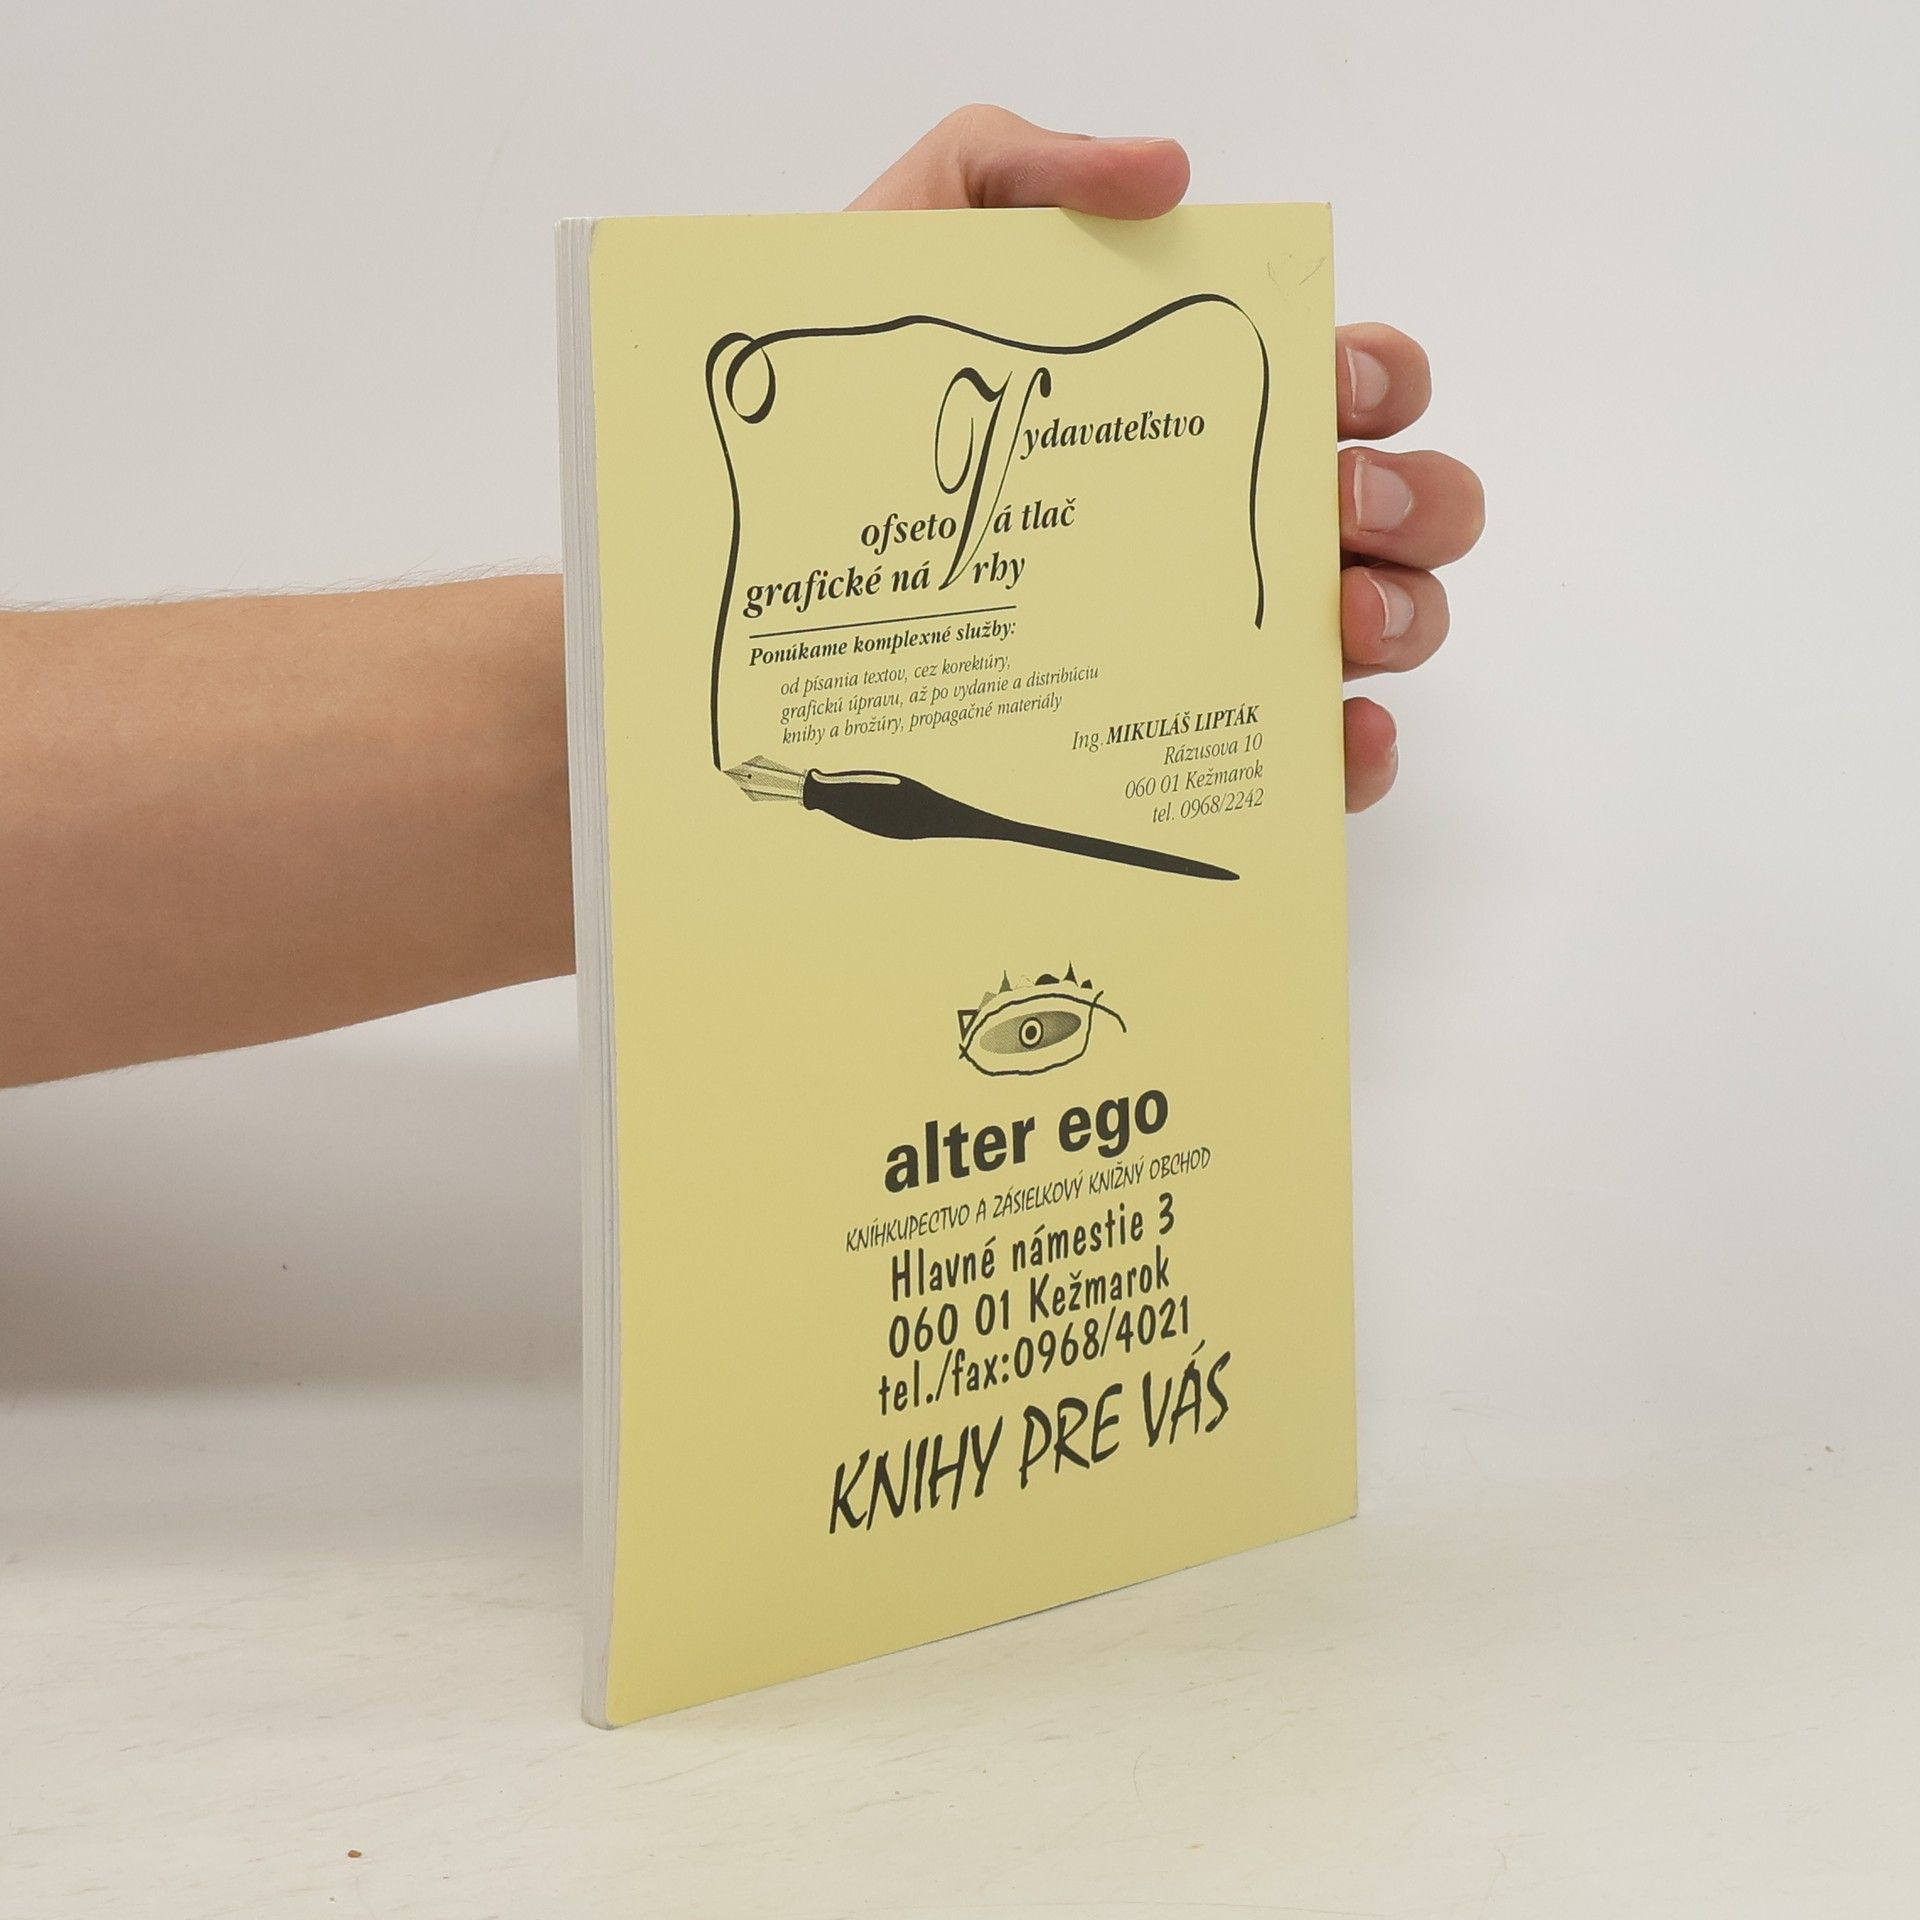 Vydavateľstvo
ofsetoVá tlač
grafické náVrhy
Ponúkame komplexné služby:
od písania textov, cez korektúry,
grafickú úpravu, až po vydanie a distribúciu
knihy a brožúry, propagačné materiály
Ing. MIKULÁŠ LIPTÁK
Rázusova 10
060 01 Kežmarok
tel. 0968/2242
alter ego
KNÍHKUPECTVO A ZÁSIELKOVÝ KNIŽNÝ OBCHOD
Hlavné námestie 3
060 01 Kežmarok
tel./fax:0968/4021
KNIHY PRE VÁS